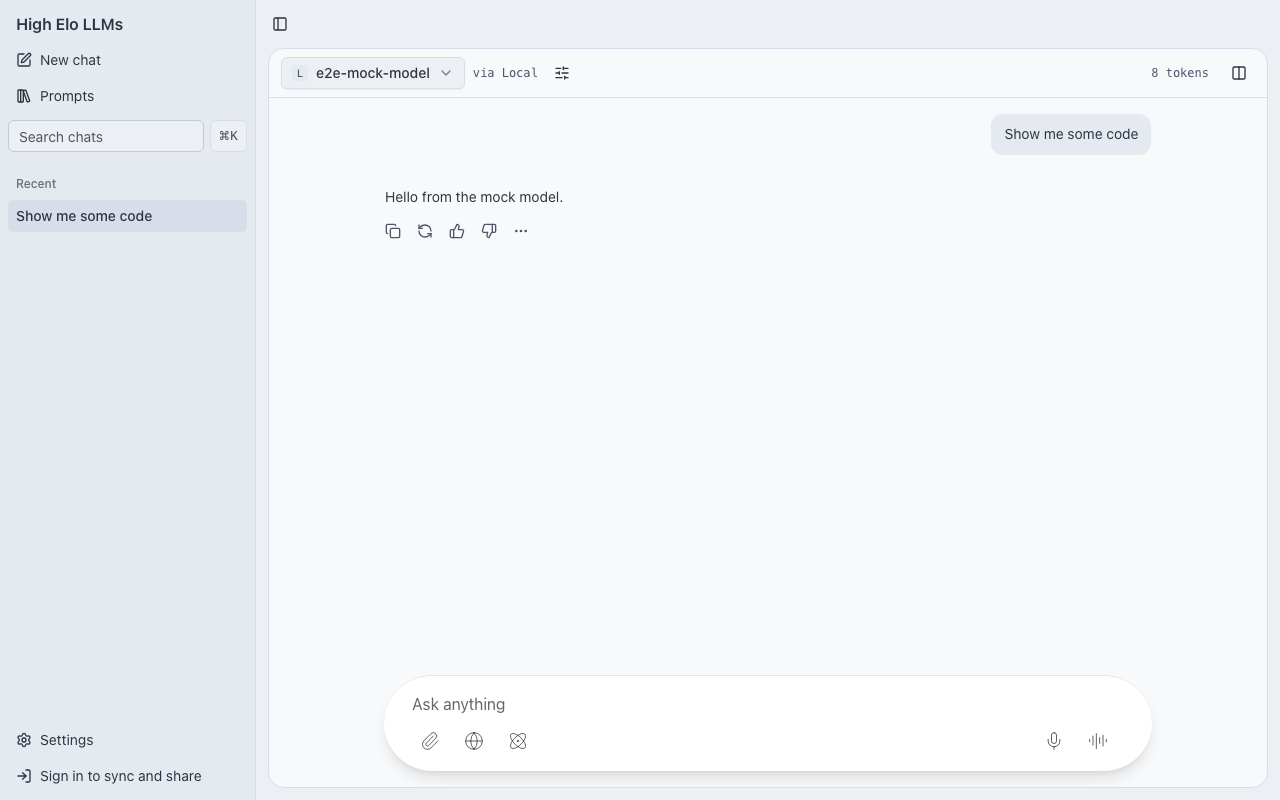 High Elo LLMs
New chat
Prompts
Search chats
⌘K
Recent
Show me some code
Settings
Sign in to sync and share
L
e2e-mock-model
via Local
8 tokens
Show me some code
Hello from the mock model.
Ask anything